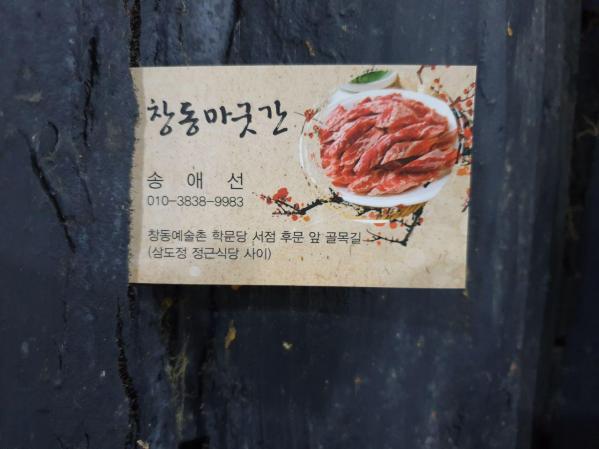 창동마굿간
송 애 선
010-3838-9983
창동예술촌 학문당 서점 후문 앞 골목길
(삼도정 정근식당 사이)